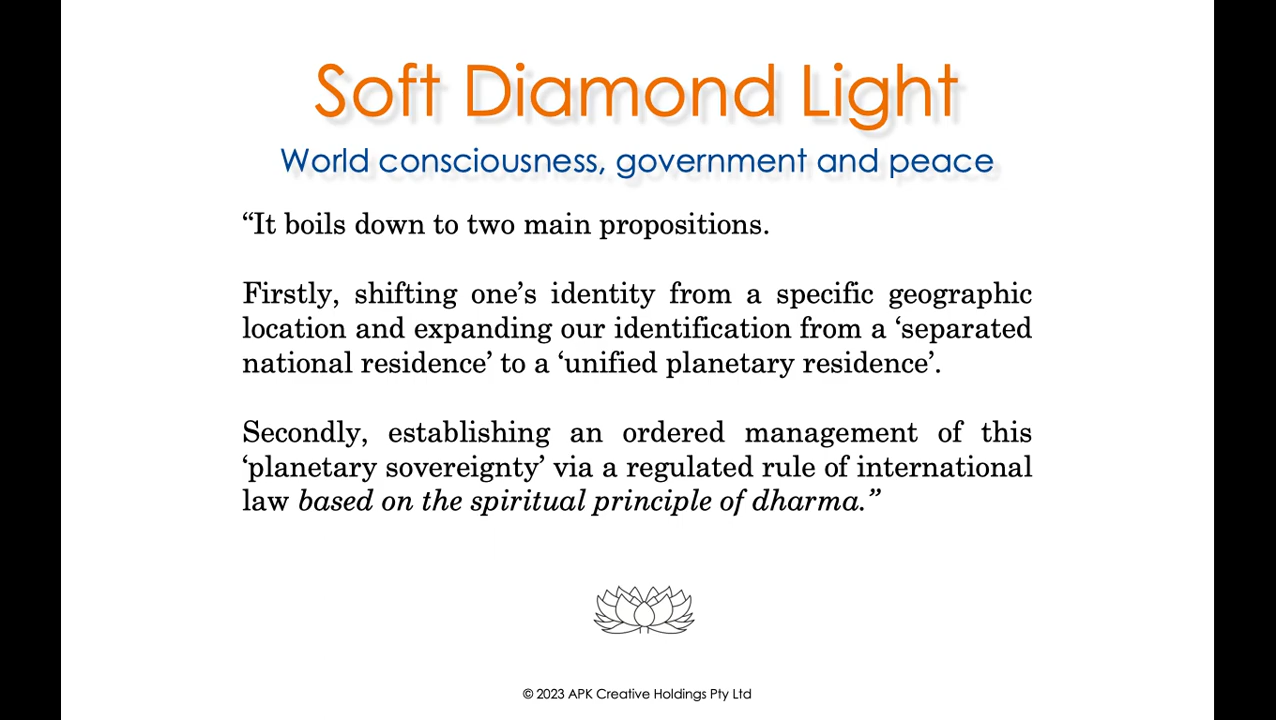 Soft Diamond Light
World consciousness, government and peace
“It boils down to two main propositions.
Firstly, shifting one’s identity from a specific geographic
location and expanding our identification from a ‘separated
national residence’ to a ‘unified planetary residence’.
Secondly, establishing an ordered management of this
‘planetary sovereignty’ via a regulated rule of international
law based on the spiritual principle of dharma.”
© 2023 APK Creative Holdings Pty Ltd